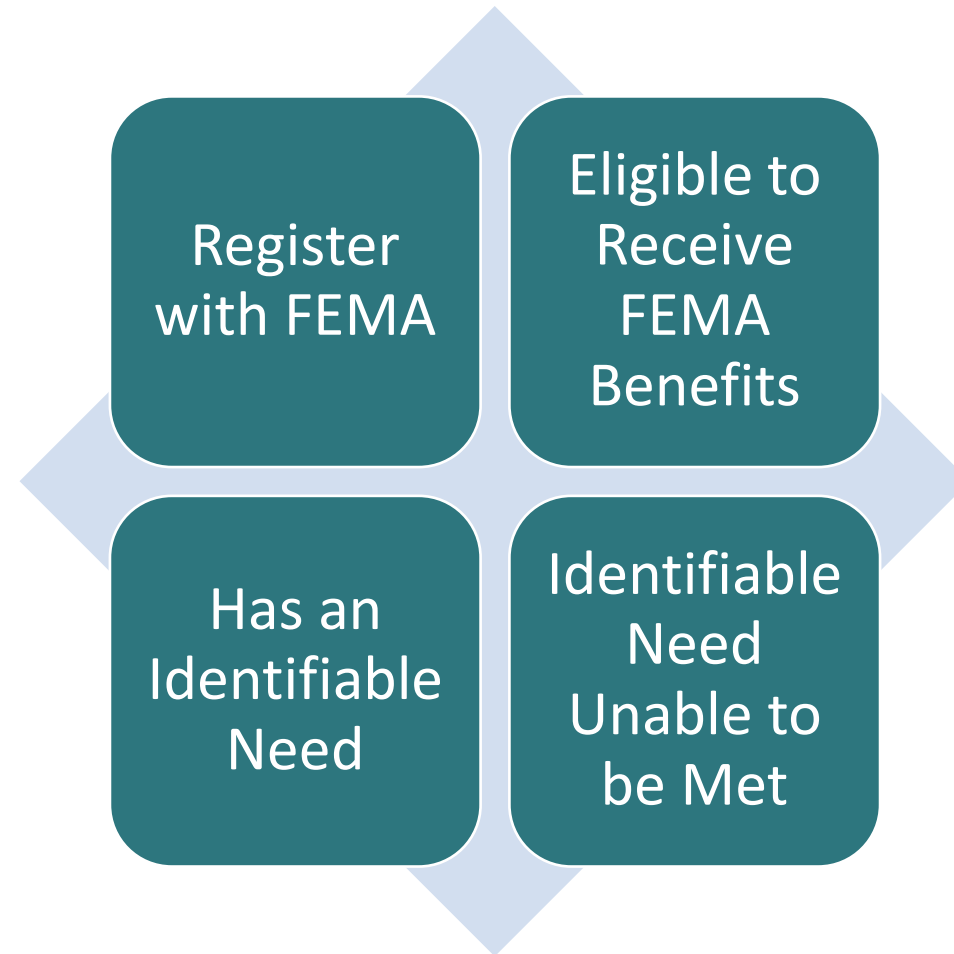 Register
with FEMA
Eligible to
Receive
FEMA
Benefits
Has an
Identifiable
Need
Identifiable
Need
Unable to
be Met